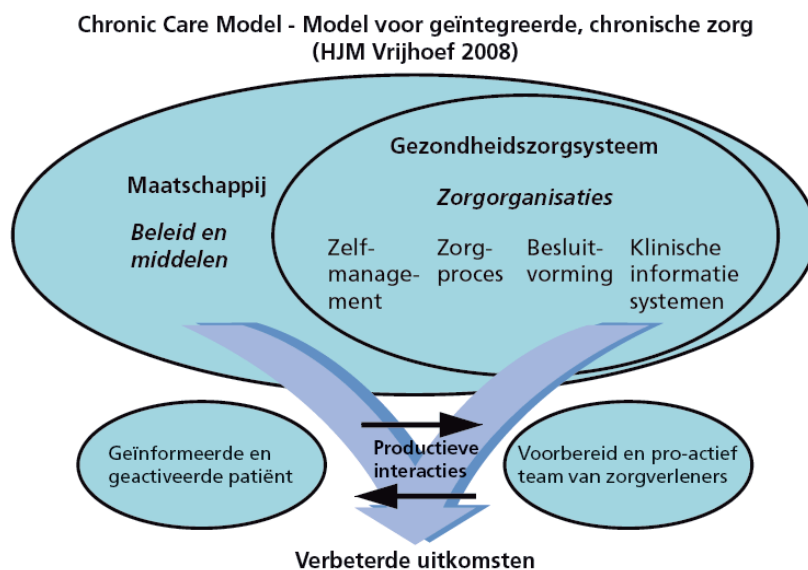 Chronic Care Model - Model voor geïntegreerde, chronische zorg
(HJM Vrijhoef 2008)
Maatschappij
Beleid en
middelen
Gezondheidszorgsysteem
Zorgorganisaties
Zelf-
manage-
ment
Zorg-
proces
Besluit-
vorming
Klinische
informatie
systemen
Geïnformeerde en
geactiveerde patiënt
Productieve
interacties
Voorbereid en pro-actief
team van zorgverleners
Verbeterde uitkomsten